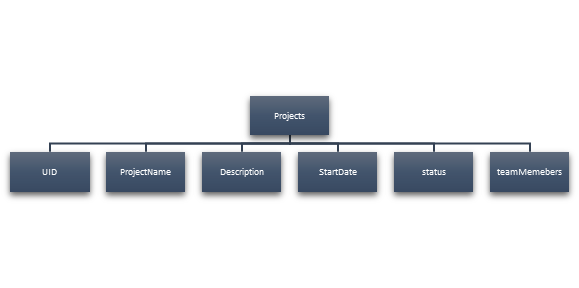 Projects
UID
ProjectName
Description
StartDate
status
teamMemebers